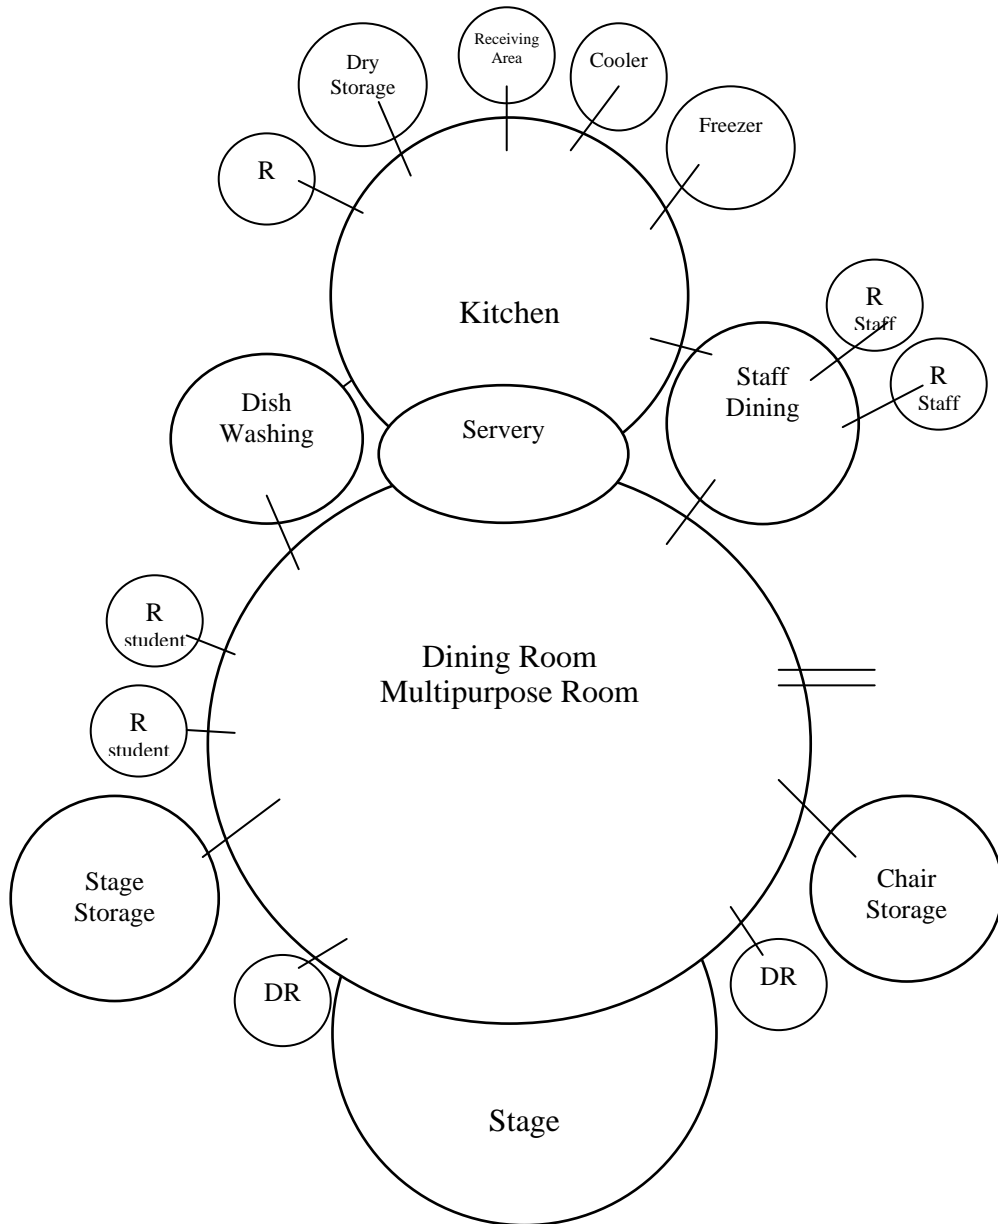 Receiving
Area
Dry
Storage
Cooler
Freezer
R
Kitchen
R
Staff
R
Staff
Staff
Dining
Dish
Washing
Servery
R
student
Dining Room
Multipurpose Room
R
student
Stage
Storage
Chair
Storage
DR
DR
Stage